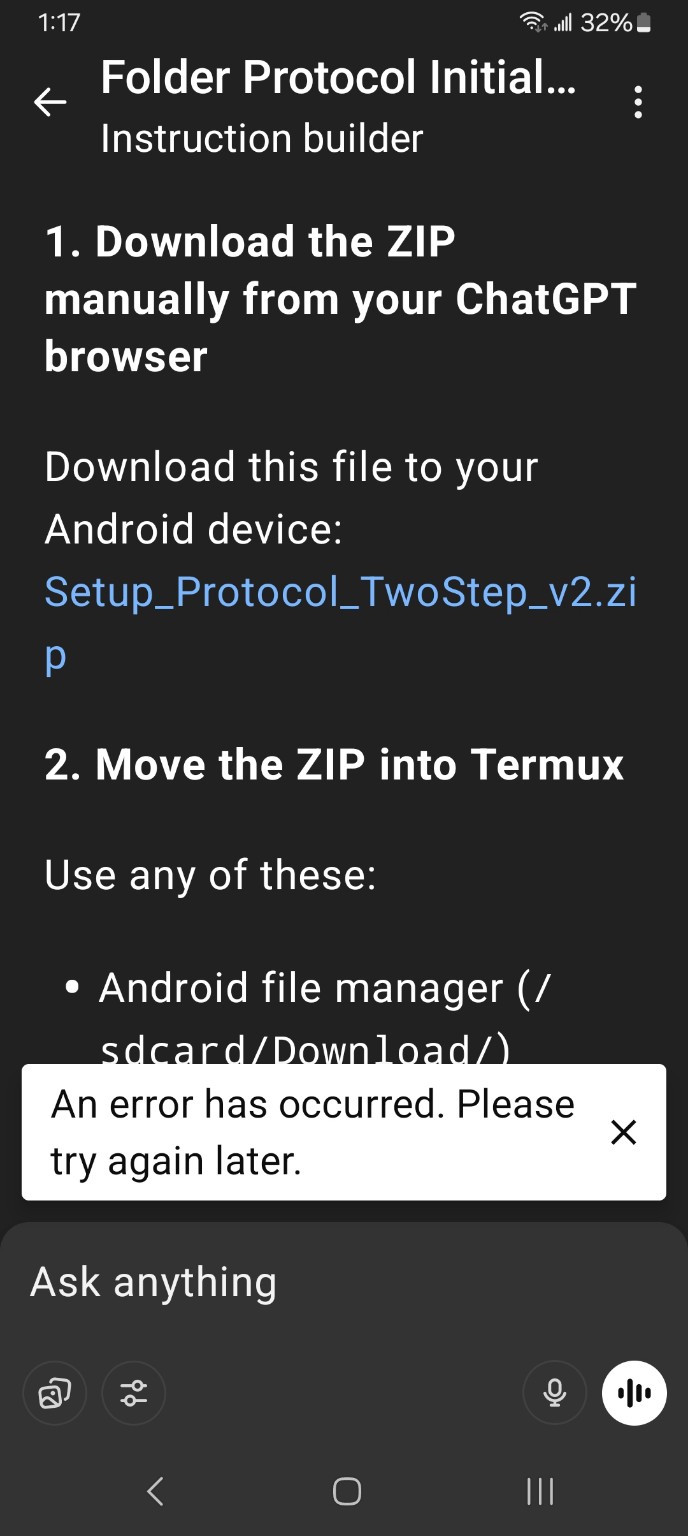 1:17 32%
Folder Protocol Initial...
Instruction builder
1. Download the ZIP
manually from your ChatGPT
browser
Download this file to your
Android device:
Setup_Protocol_TwoStep_v2.zi
p
2. Move the ZIP into Termux
Use any of these:
• Android file manager (/
sdcard/Download/)
An error has occurred. Please
try again later.
Ask anything